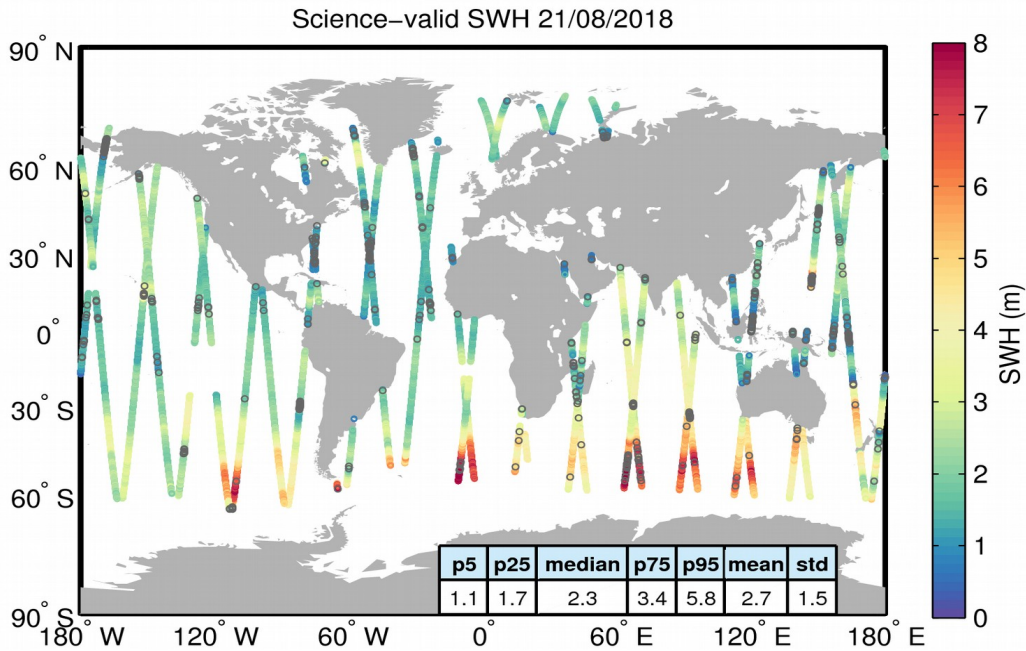 Science−valid SWH 21/08/2018
90° N
60° N
30° N
0°
30° S
60° S
90° S
180° W
120° W
60° W
0°
60° E
120° E
180° E
p5 p25 median p75 p95 mean std
1.1 1.7 2.3 3.4 5.8 2.7 1.5
8
7
6
5
4
3
2
1
0
SWH (m)